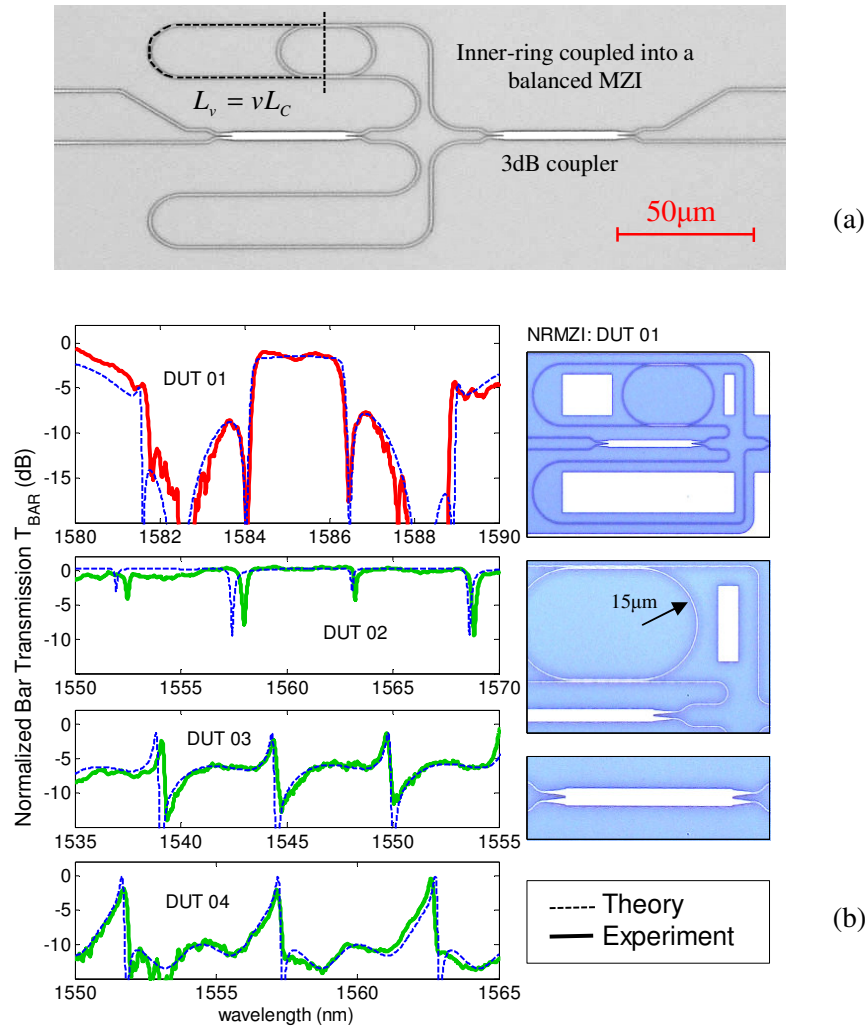 Inner-ring coupled into a
balanced MZI
L_v = vL_C
3dB coupler
50μm
(a)
Normalized Bar Transmission T_BAR (dB)
0
-5
-10
-15
DUT 01
1580 1582 1584 1586 1588 1590
NRMZI: DUT 01
0
-5
-10
DUT 02
1550 1555 1560 1565 1570
15μm
0
-5
-10
DUT 03
1535 1540 1545 1550 1555
0
-5
-10
DUT 04
1550 1555 1560 1565
wavelength (nm)
Theory
Experiment
(b)